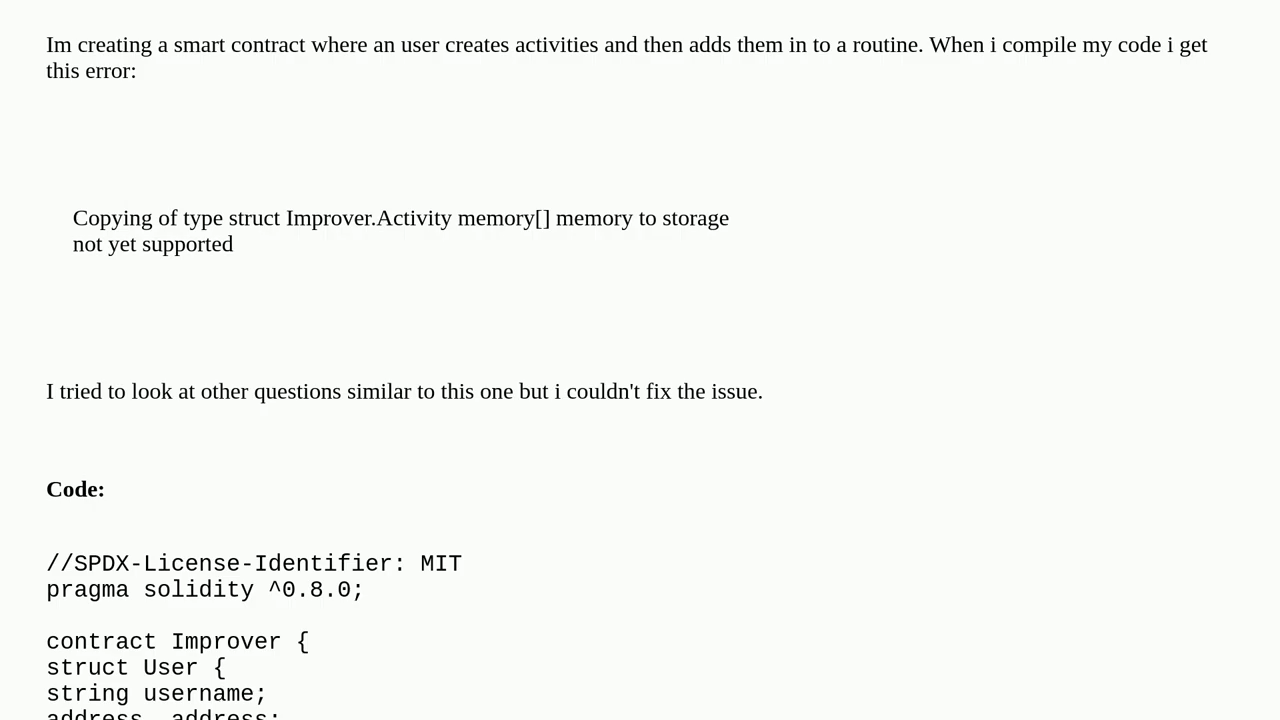 Im creating a smart contract where an user creates activities and then adds them in to a routine. When i compile my code i get
this error:
Copying of type struct Improver.Activity memory[] memory to storage
not yet supported
I tried to look at other questions similar to this one but i couldn't fix the issue.
Code:
//SPDX-License-Identifier: MIT
pragma solidity ^0.8.0;
contract Improver {
struct User {
string username;
address _address;